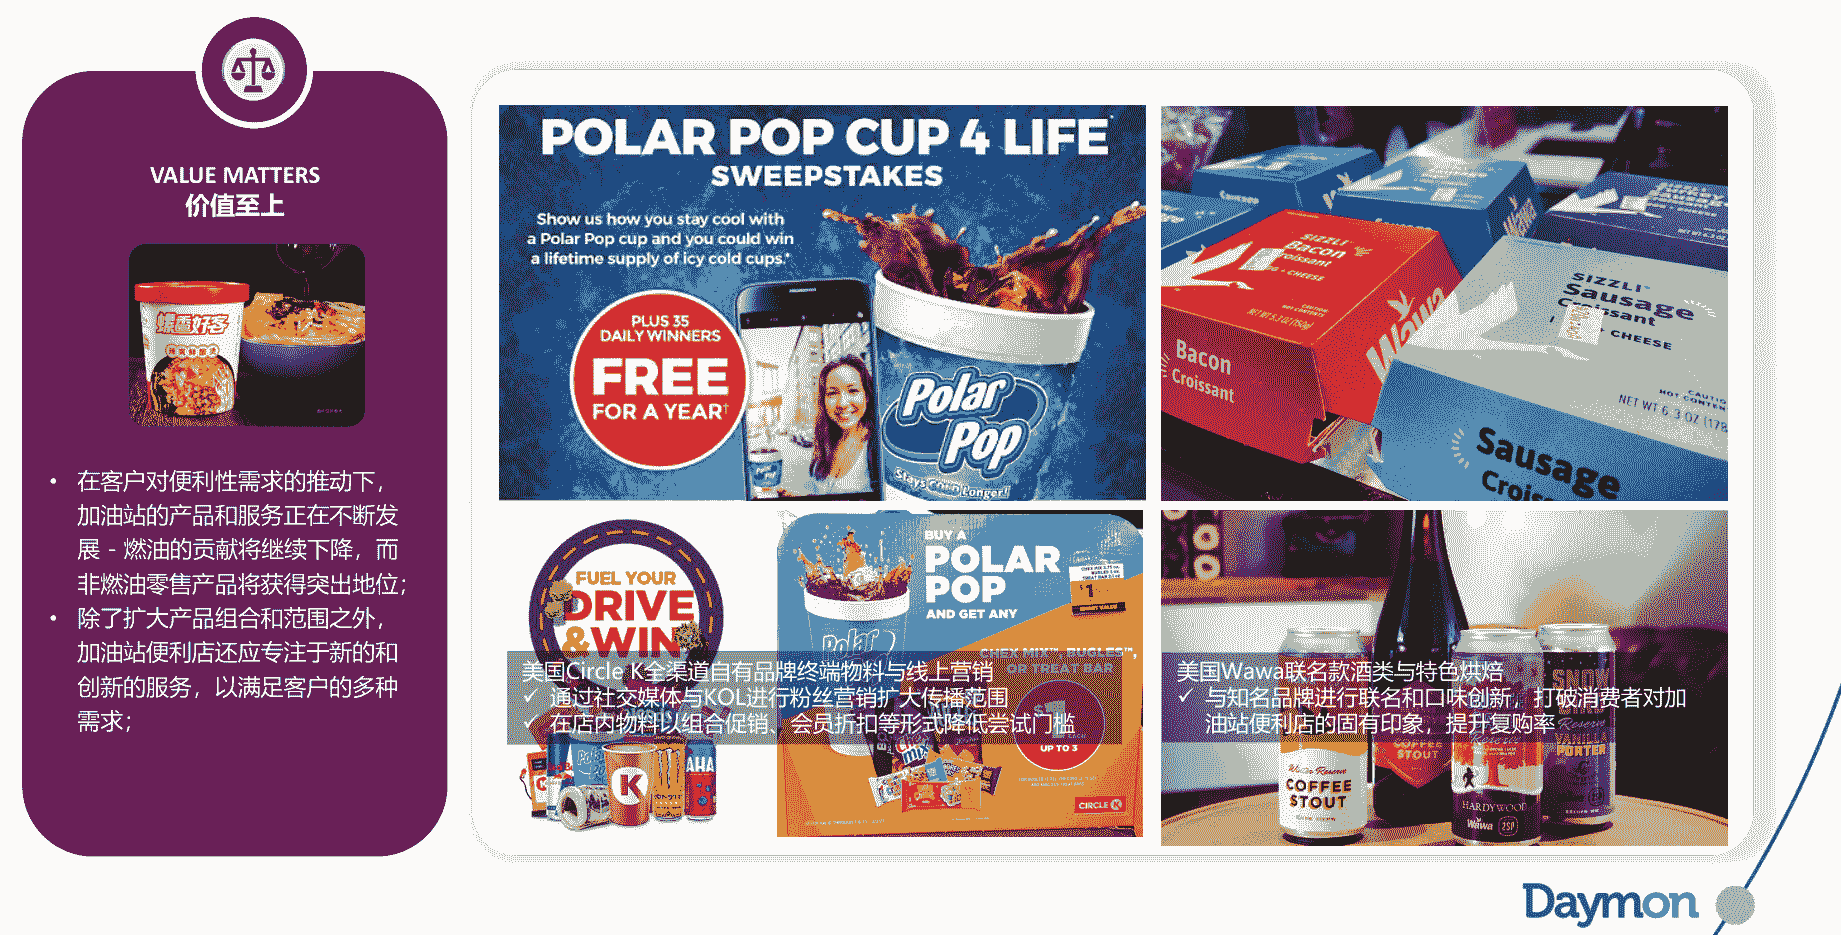 VALUE MATTERS
价值至上
螺霸好客
• 在客户对便利性需求的推动下，
加油站的产品和服务正在不断发
展 - 燃油的贡献将继续下降，而
非燃油零售产品将获得突出地位；
• 除了扩大产品组合和范围之外，
加油站便利店还应专注于新的和
创新的服务，以满足客户的多种
需求；
POLAR POP CUP 4 LIFE
SWEEPSTAKES
Show us how you stay cool with
a Polar Pop cup and you could win
a lifetime supply of icy cold cups.*
PLUS 35
DAILY WINNERS
FREE
FOR A YEAR†
Polar
Pop
Stays Cold Longer!
SIZZLI
Bacon
Croissant
CHEESE
Wawa
Bacon
Croissant
SIZZLI
Sausage
Croissant
CHEESE
NET WT 6.3 OZ (178
Sausage
Crois
FUEL YOUR
DRIVE
& WIN
K
BUY A
POLAR
POP
AND GET ANY
CHEX MIX™, BUGLES™,
OR TREAT BAR
UP TO 3
CIRCLE K
美国Circle K全渠道自有品牌终端物料与线上营销
✓ 通过社交媒体与KOL进行粉丝营销扩大传播范围
✓ 在店内物料以组合促销、会员折扣等形式降低尝试门槛
美国Wawa联名款酒类与特色烘焙
✓ 与知名品牌进行联名和口味创新，打破消费者对加
油站便利店的固有印象，提升复购率
Winter Reserve
COFFEE
STOUT
COFFEE
STOUT
HARDYWOOD
Wawa
2SP
Reserve
VANILLA
PORTER
Daymon